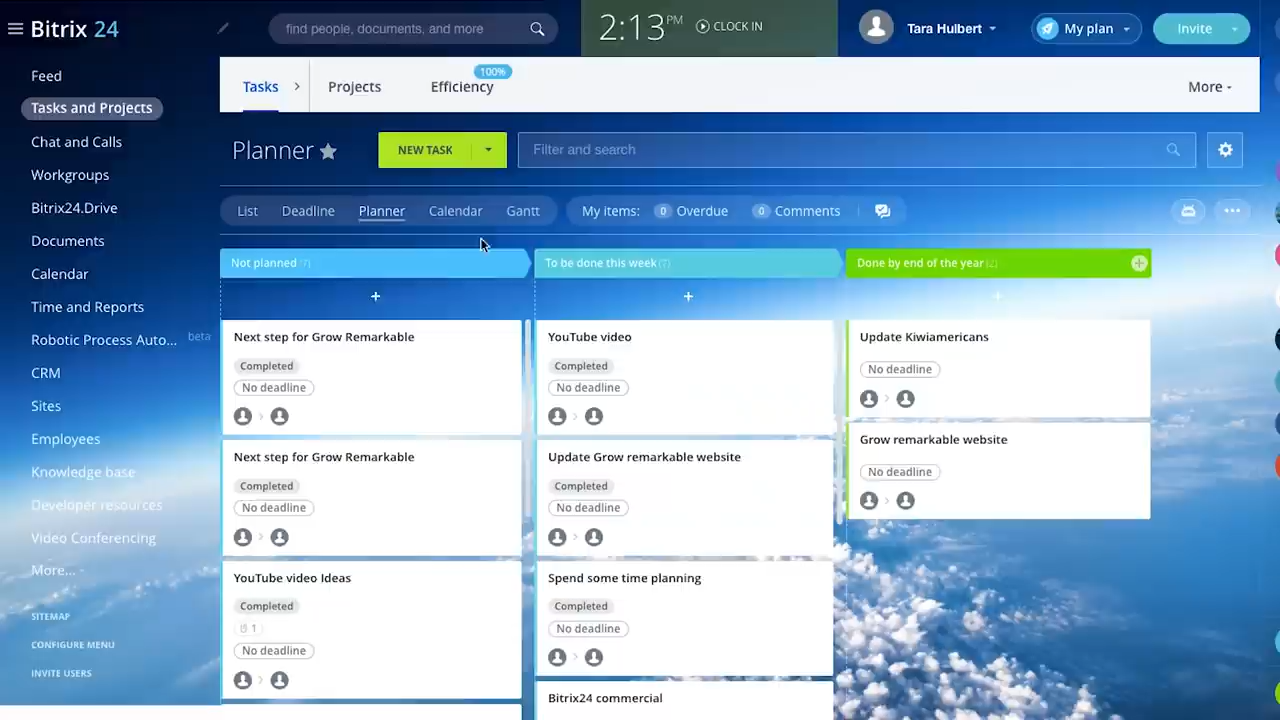 Bitrix 24
find people, documents, and more
2:13 PM
CLOCK IN
Tara Hulbert
My plan
Invite
Feed
Tasks and Projects
Chat and Calls
Workgroups
Bitrix24.Drive
Documents
Calendar
Time and Reports
Robotic Process Auto... beta
CRM
Sites
Employees
Knowledge base
Developer resources
Video Conferencing
More...
SITEMAP
CONFIGURE MENU
INVITE USERS
Tasks
Projects
Efficiency
100%
More
Planner
NEW TASK
Filter and search
List
Deadline
Planner
Calendar
Gantt
My items:
0 Overdue
0 Comments
Not planned (7)
+
Next step for Grow Remarkable
Completed
No deadline
Next step for Grow Remarkable
Completed
No deadline
YouTube video Ideas
Completed
1
No deadline
To be done this week (7)
+
YouTube video
Completed
No deadline
Update Grow remarkable website
Completed
No deadline
Spend some time planning
Completed
No deadline
Bitrix24 commercial
Done by end of the year (2)
+
Update Kiwiamericans
No deadline
Grow remarkable website
No deadline